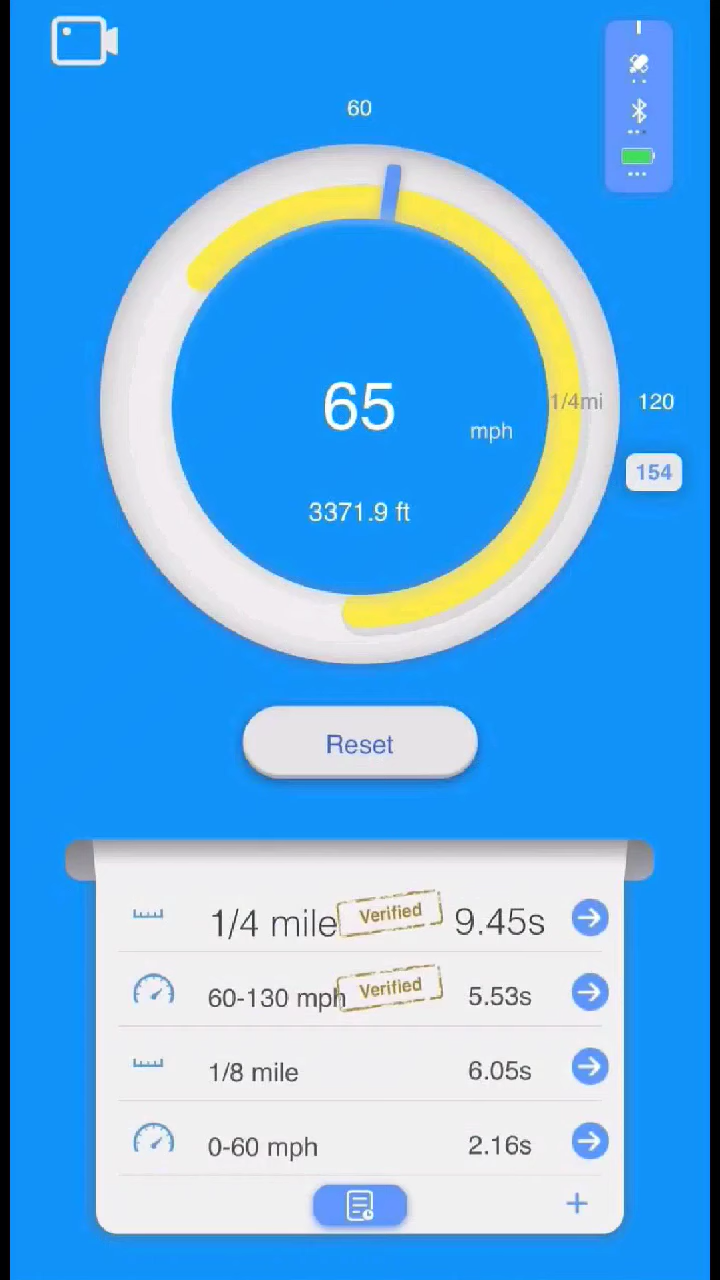 60
1/4mi
120
65
mph
154
3371.9 ft
Reset
1/4 mile Verified 9.45s
60-130 mph Verified 5.53s
1/8 mile 6.05s
0-60 mph 2.16s
+